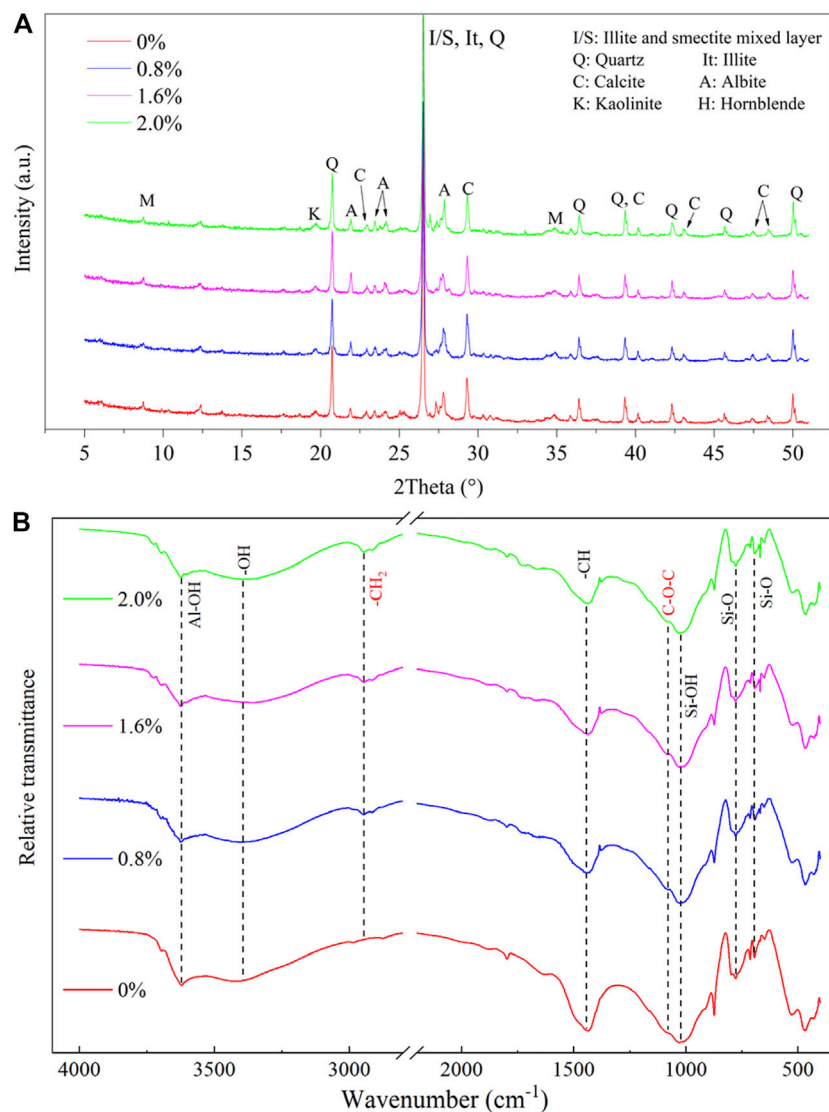 A
0%
0.8%
1.6%
2.0%
I/S, It, Q
I/S: Illite and smectite mixed layer
Q: Quartz It: Illite
C: Calcite A: Albite
K: Kaolinite H: Hornblende
Intensity (a.u.)
M
K
Q
A
C
A
A
C
M
Q
Q, C
Q
C
Q
C
Q
5 10 15 20 25 30 35 40 45 50
2Theta (°)
B
Relative transmittance
2.0%
1.6%
0.8%
0%
Al-OH
-OH
-CH2
-CH
C-O-C
Si-OH
Si-O
Si-O
4000 3500 3000 2000 1500 1000 500
Wavenumber (cm-1)